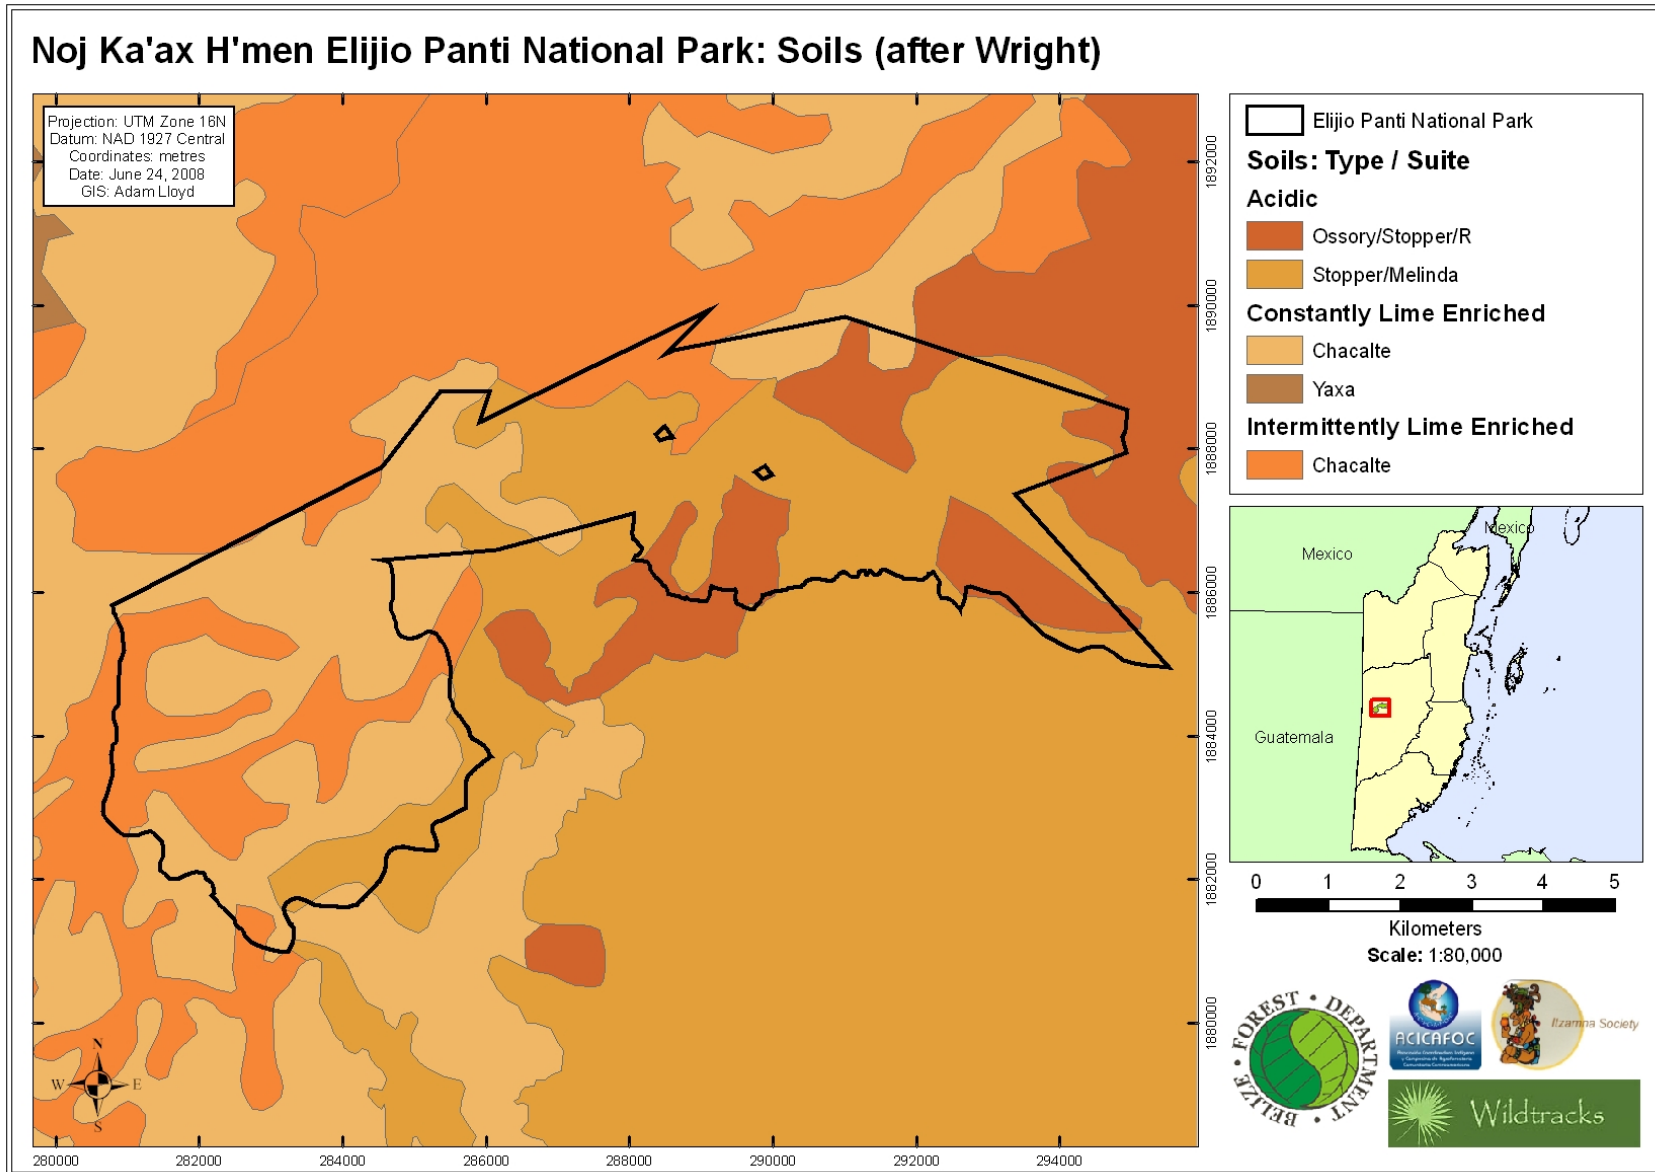 Noj Ka'ax H'men Elijio Panti National Park: Soils (after Wright)
Projection: UTM Zone 16N
Datum: NAD 1927 Central
Coordinates: metres
Date: June 24, 2008
GIS: Adam Lloyd
Elijio Panti National Park
Soils: Type / Suite
Acidic
Ossory/Stopper/R
Stopper/Melinda
Constantly Lime Enriched
Chacalte
Yaxa
Intermittently Lime Enriched
Chacalte
1892000
1890000
1888000
1886000
1884000
1882000
1880000
280000 282000 284000 286000 288000 290000 292000 294000
N
W E
S
Mexico
Mexico
Guatemala
0 1 2 3 4 5
Kilometers
Scale: 1:80,000
BELIZE • FOREST • DEPARTMENT •
ACICAFOC
Itzamna Society
Wildtracks